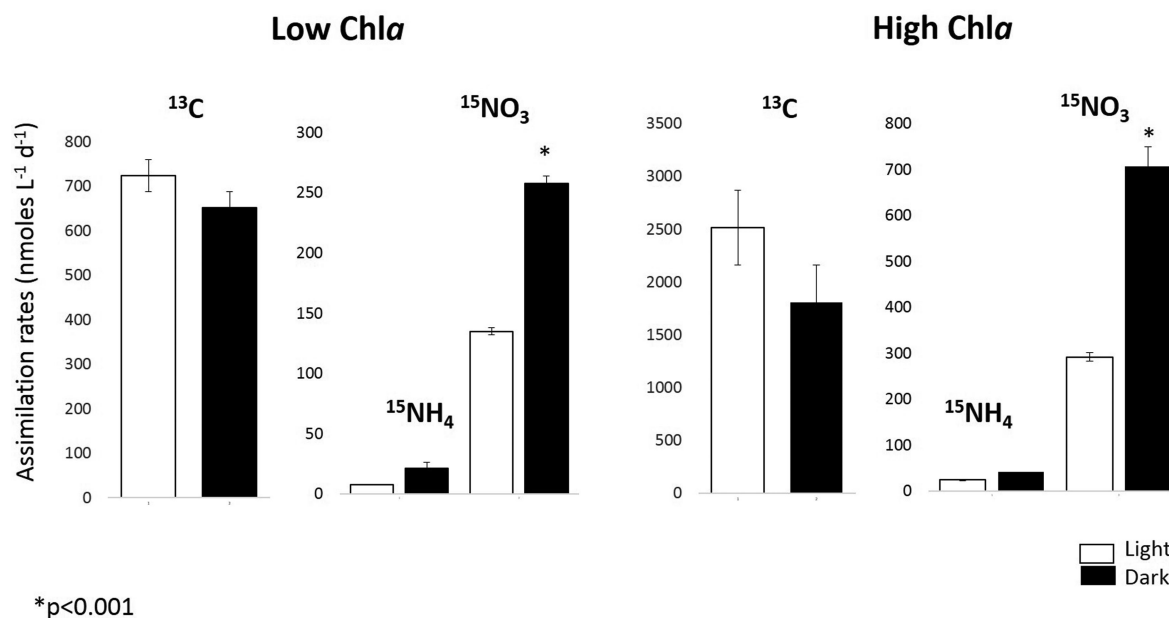 Low Chla
High Chla
Assimilation rates (nmoles L⁻¹ d⁻¹)
¹³C
800
700
600
500
400
300
200
100
0
¹⁵NO₃
300
250
200
150
100
50
0
*
¹⁵NH₄
¹³C
3500
3000
2500
2000
1500
1000
500
0
¹⁵NO₃
800
700
600
500
400
300
200
100
0
*
¹⁵NH₄
Light
Dark
*p<0.001